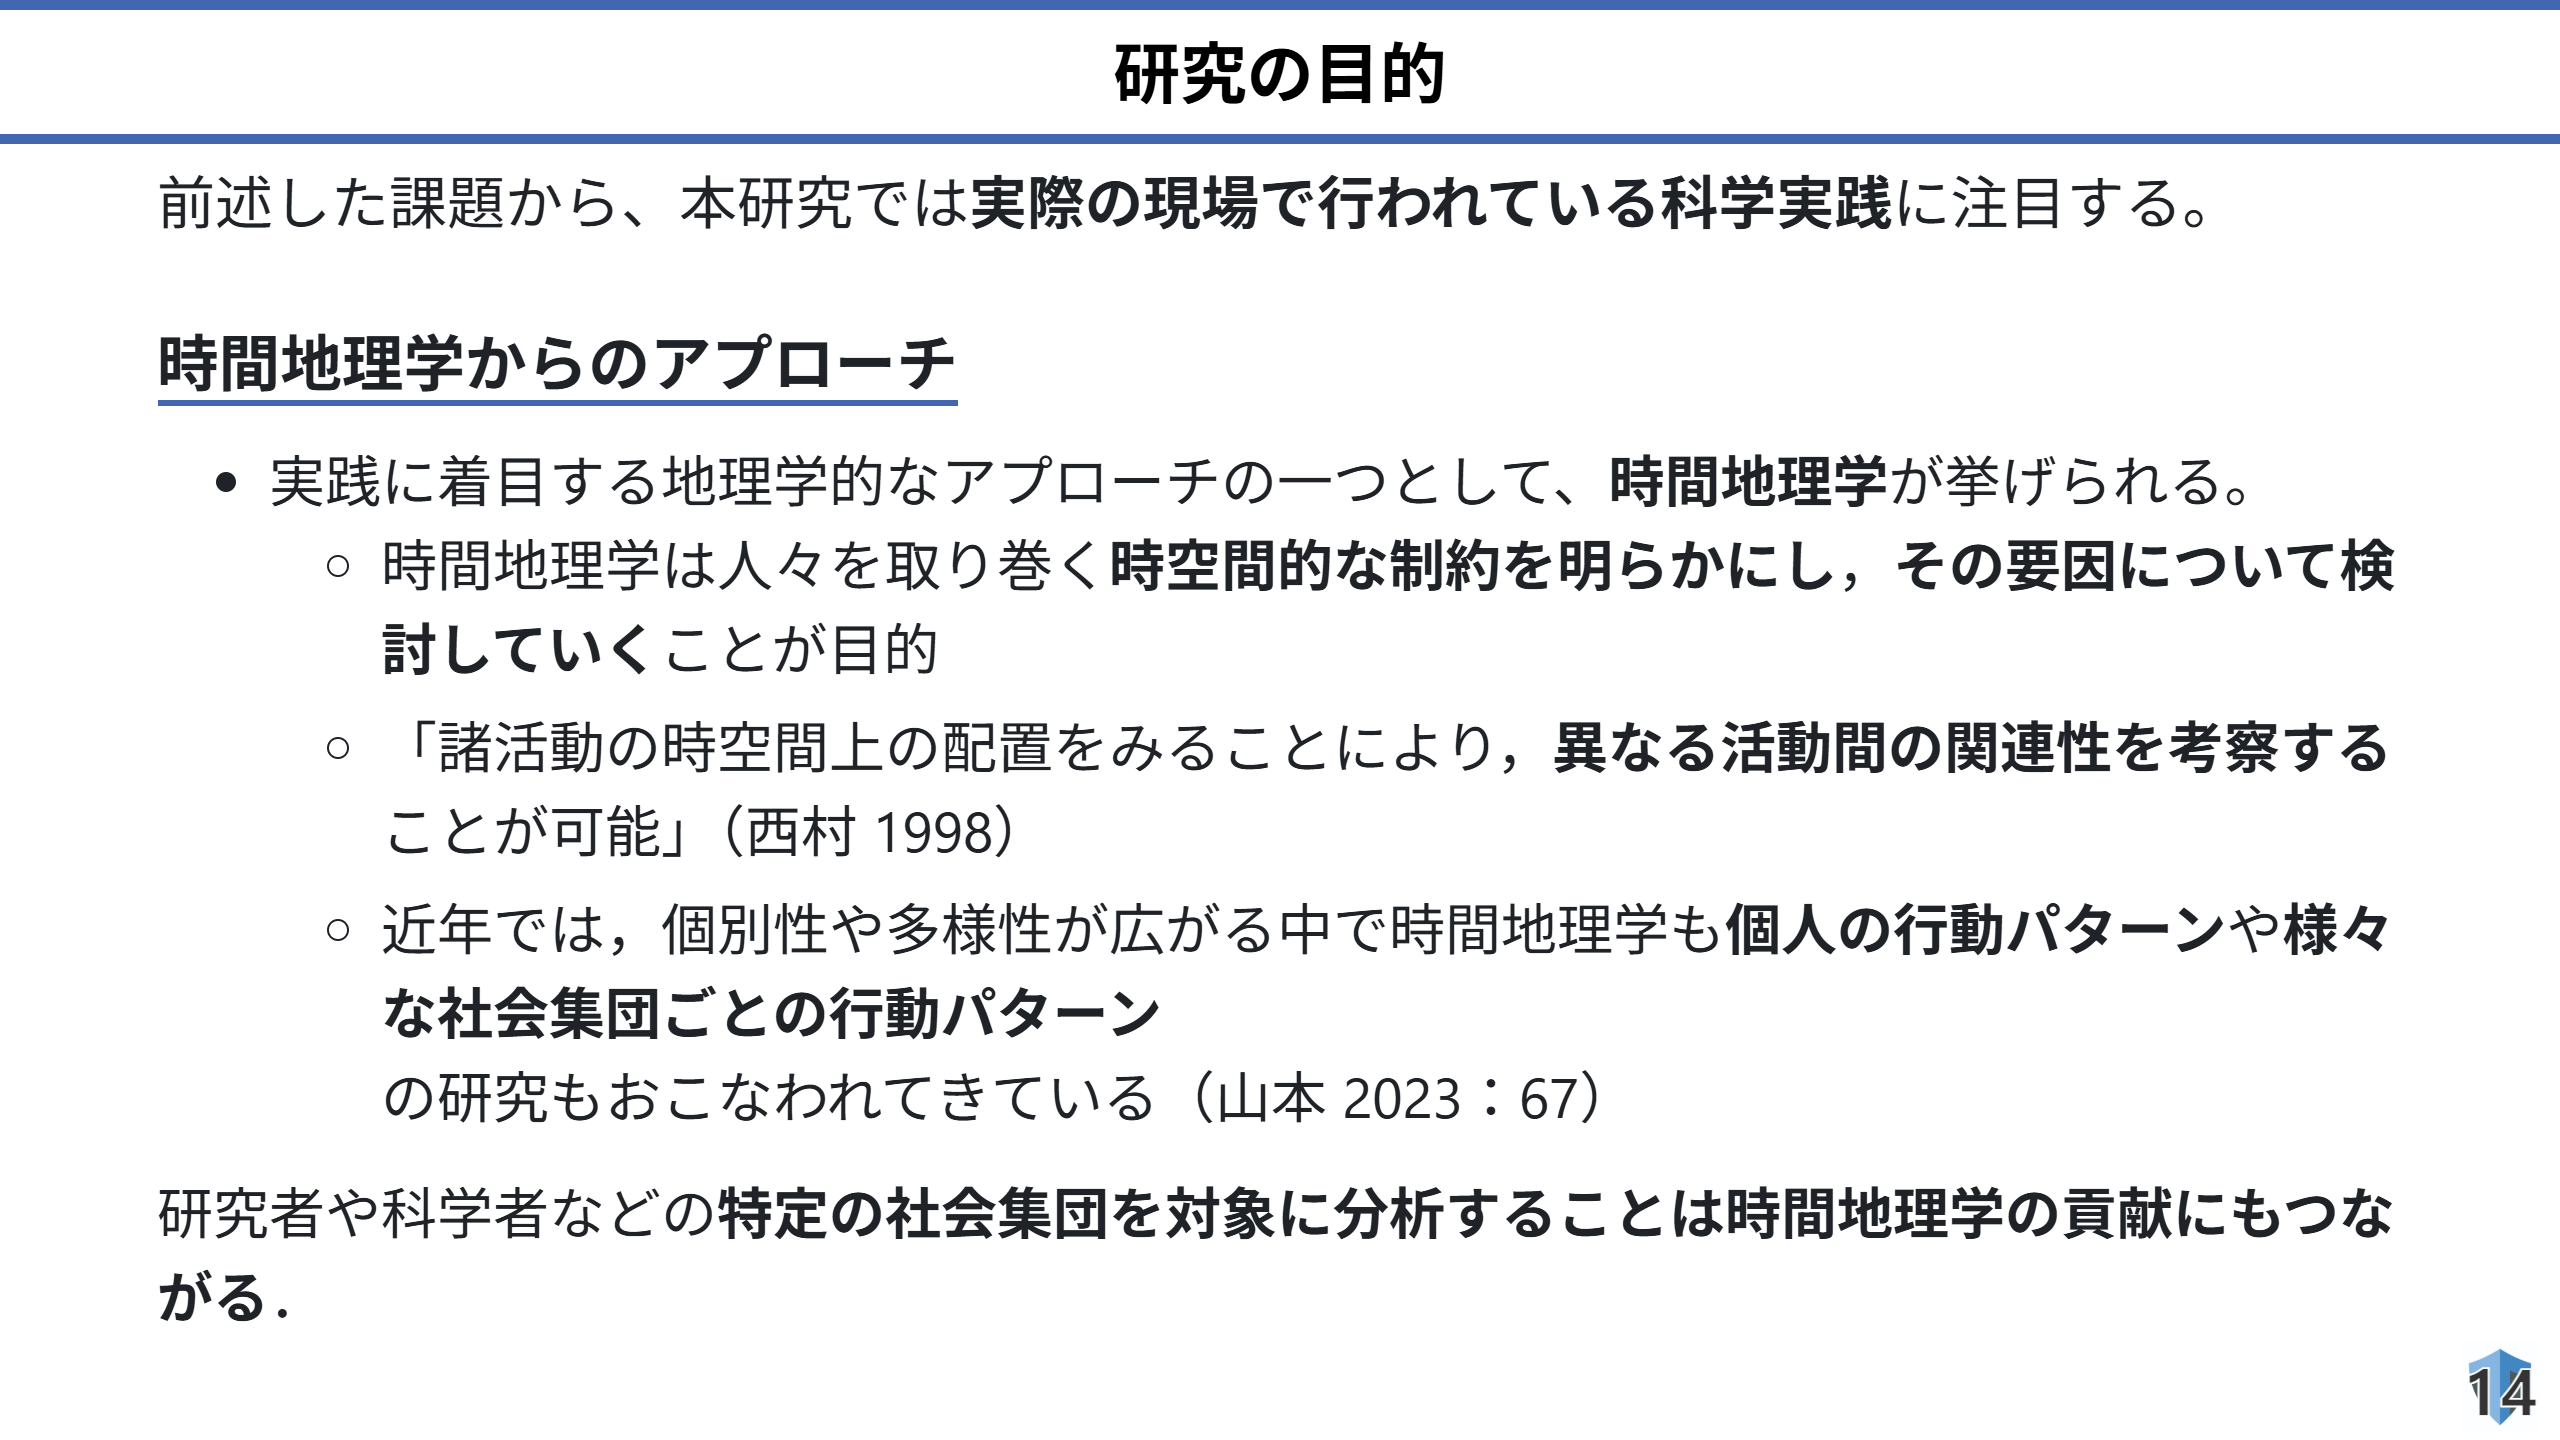 研究の目的
前述した課題から、本研究では実際の現場で行われている科学実践に注目する。
時間地理学からのアプローチ
• 実践に着目する地理学的なアプローチの一つとして、時間地理学が挙げられる。
○ 時間地理学は人々を取り巻く時空間的な制約を明らかにし，その要因について検
討していくことが目的
○ 「諸活動の時空間上の配置をみることにより，異なる活動間の関連性を考察する
ことが可能」（西村 1998）
○ 近年では，個別性や多様性が広がる中で時間地理学も個人の行動パターンや様々
な社会集団ごとの行動パターン
の研究もおこなわれてきている（山本 2023：67）
研究者や科学者などの特定の社会集団を対象に分析することは時間地理学の貢献にもつな
がる．
14